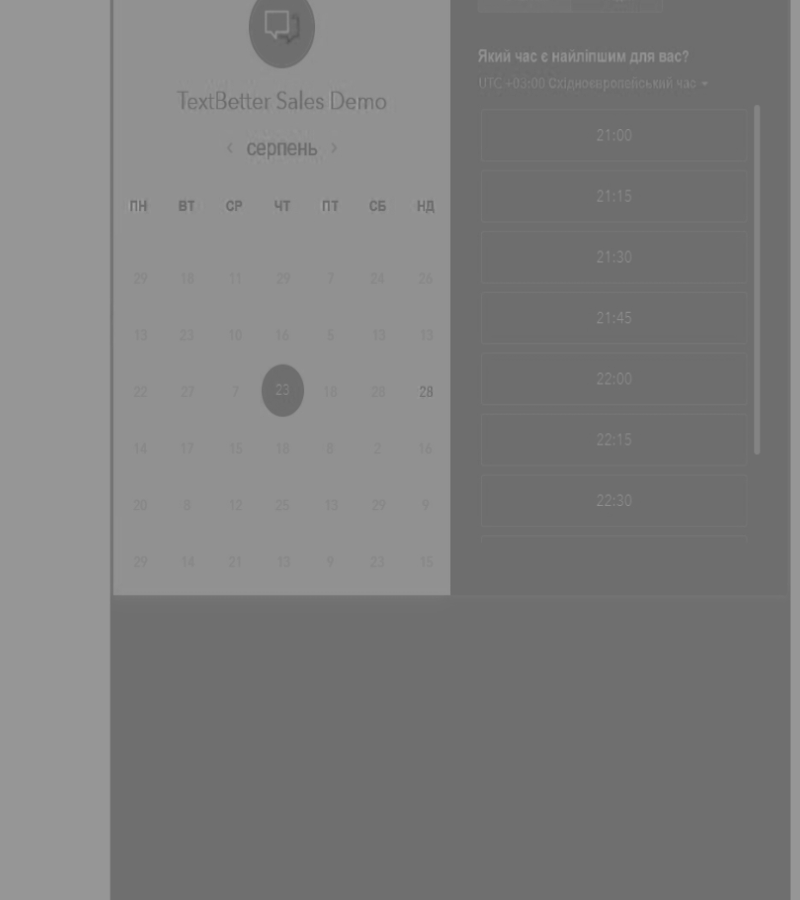 TextBetter Sales Demo
‹ серпень ›
ПН ВТ СР ЧТ ПТ СБ НД
29 18 11 29 7 24 26
13 23 10 16 5 13 13
22 27 7 23 18 28 28
14 17 15 18 8 2 16
20 8 12 25 13 29 9
29 14 21 13 9 23 15
Який час є найліпшим для вас?
UTC +03:00 Східноєвропейський час
21:00
21:15
21:30
21:45
22:00
22:15
22:30